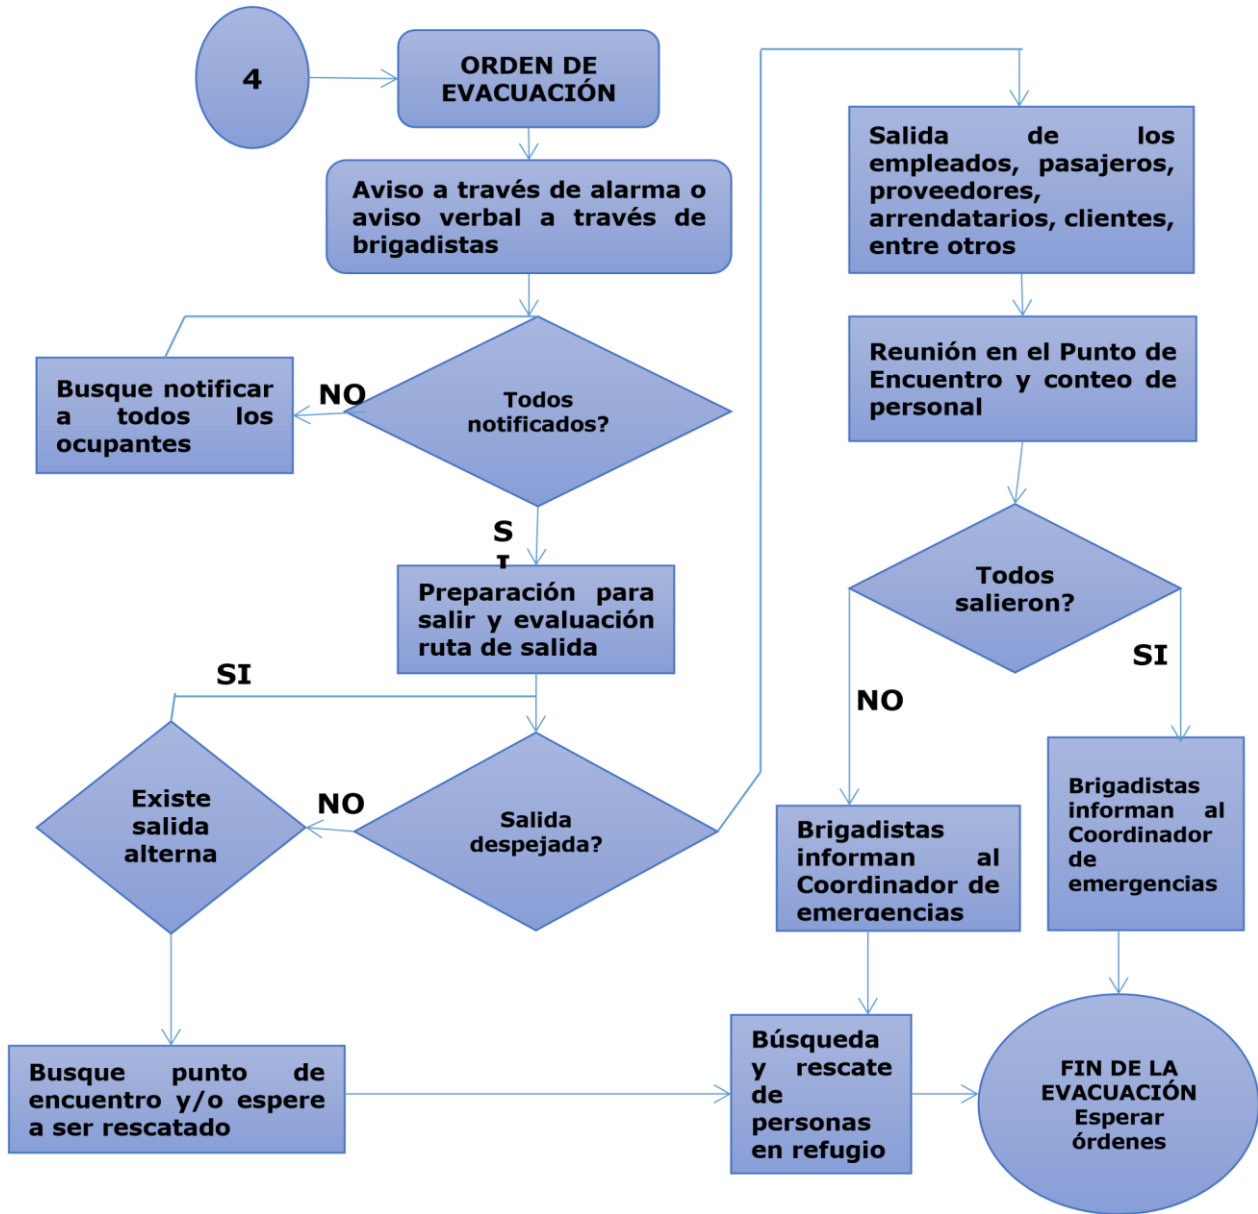 4
ORDEN DE
EVACUACIÓN
Aviso a través de alarma o
aviso verbal a través de
brigadistas
Todos
notificados?
NO
Busque notificar
a todos los
ocupantes
S
I
Preparación para
salir y evaluación
ruta de salida
SI
Salida
despejada?
NO
Existe
salida
alterna
Busque punto de
encuentro y/o espere
a ser rescatado
Salida de los
empleados, pasajeros,
proveedores,
arrendatarios, clientes,
entre otros
Reunión en el Punto de
Encuentro y conteo de
personal
Todos
salieron?
NO
SI
Brigadistas
informan al
Coordinador de
emergencias
Brigadistas
informan al
Coordinador
de
emergencias
Búsqueda
y rescate
de
personas
en refugio
FIN DE LA
EVACUACIÓN
Esperar
órdenes